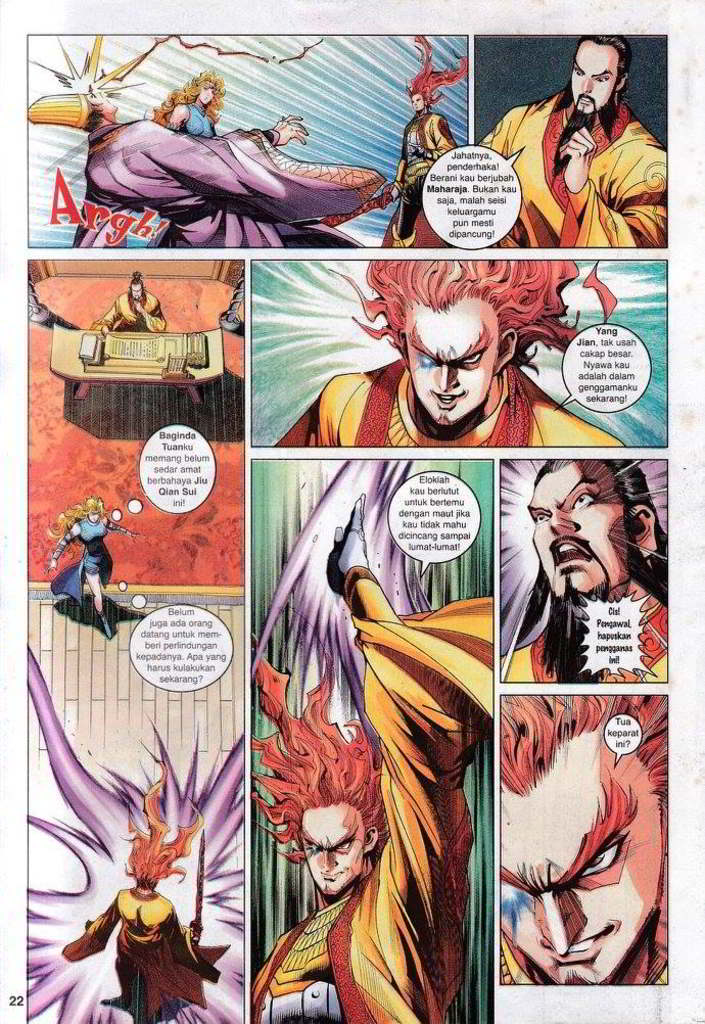 Argh!
Jahatnya,
penderhaka!
Berani kau berjubah
Maharaja. Bukan kau
saja, malah seisi
keluargamu
pun mesti
dipancung!
Yang
Jian, tak usah
cakap besar.
Nyawa kau
adalah dalam
genggamanku
sekarang!
Baginda
Tuanku
memang belum
sedar amat
berbahaya Jiu
Qian Sui
ini!
Belum
juga ada orang
datang untuk mem-
beri perlindungan
kepadanya. Apa yang
harus kulakukan
sekarang?
Eloklah
kau berlutut
untuk bertemu
dengan maut jika
kau tidak mahu
dicincang sampai
lumat-lumat!
Cis!
Pengawal,
hapuskan
pengganas
ini!
Tua
keparat
ini?
22